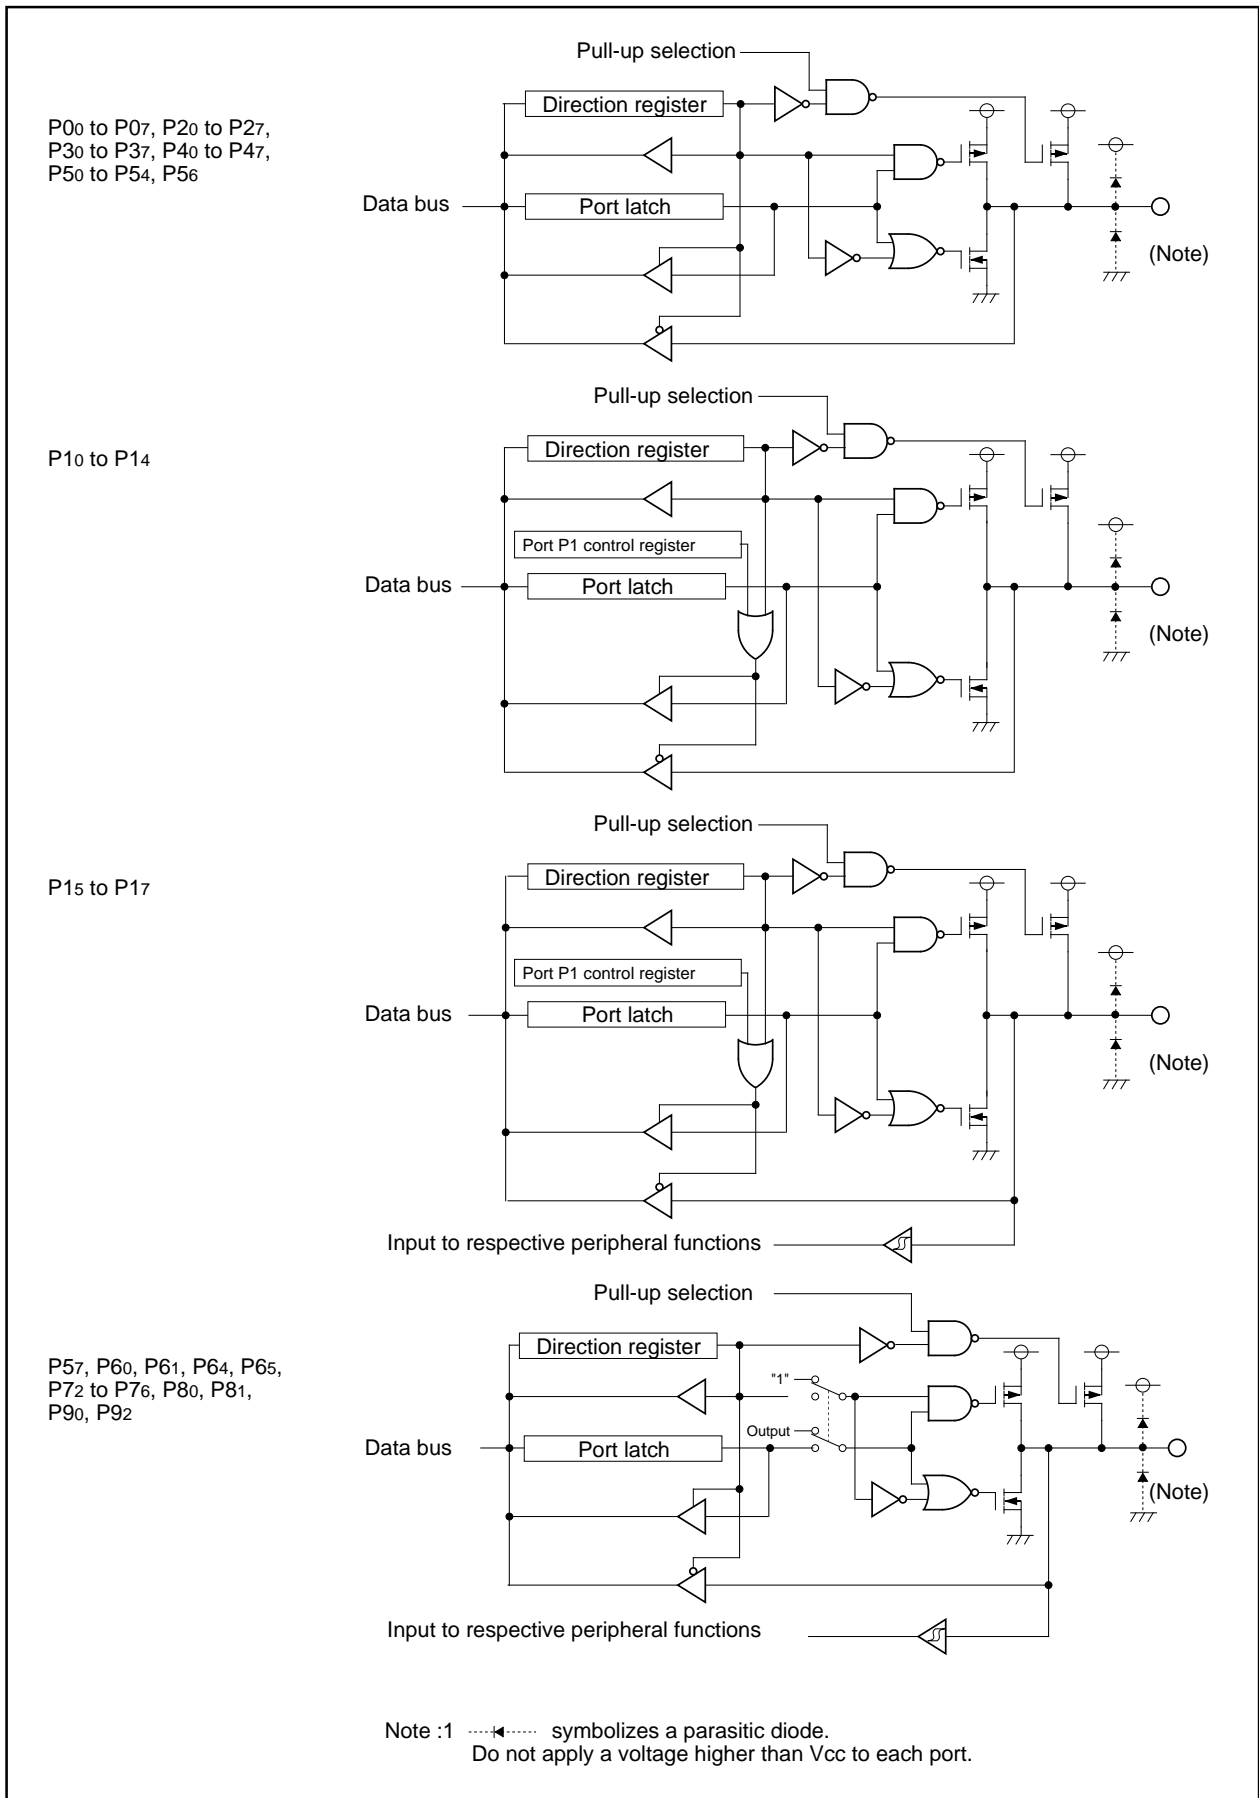 Pull-up selection
Direction register
P00 to P07, P20 to P27,
P30 to P37, P40 to P47,
P50 to P54, P56
Data bus
Port latch
(Note)
Pull-up selection
P10 to P14
Direction register
Port P1 control register
Data bus
Port latch
(Note)
Pull-up selection
P15 to P17
Direction register
Port P1 control register
Data bus
Port latch
(Note)
Input to respective peripheral functions
Pull-up selection
Direction register
P57, P60, P61, P64, P65,
P72 to P76, P80, P81,
P90, P92
"1"
Output
Data bus
Port latch
(Note)
Input to respective peripheral functions
Note :1 symbolizes a parasitic diode.
Do not apply a voltage higher than Vcc to each port.